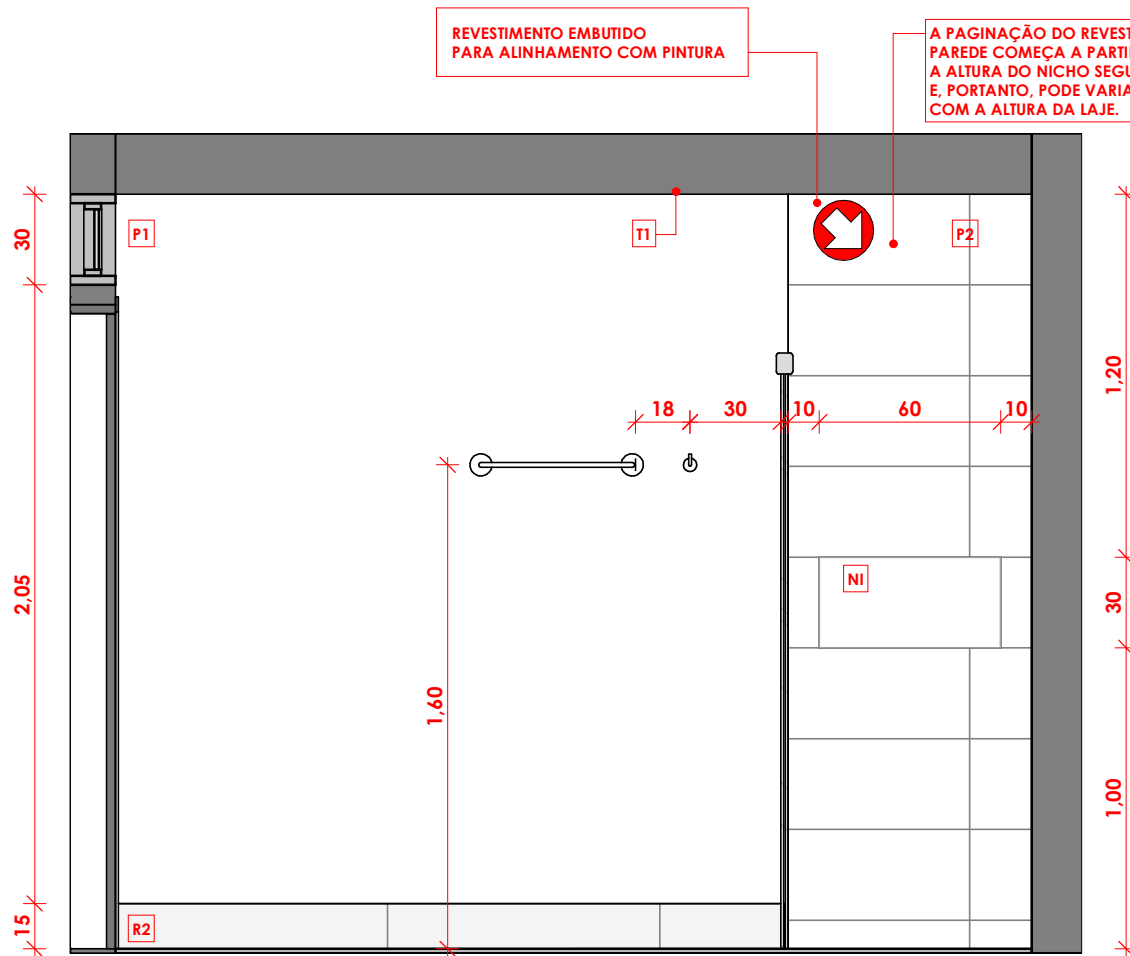 REVESTIMENTO EMBUTIDO
PARA ALINHAMENTO COM PINTURA
A PAGINAÇÃO DO REVEST
PAREDE COMEÇA A PARTI
A ALTURA DO NICHO SEGU
E, PORTANTO, PODE VARIA
COM A ALTURA DA LAJE.
30
P1
T1
P2
1,20
18
30
10
60
10
2,05
NI
30
1,60
1,00
15
R2